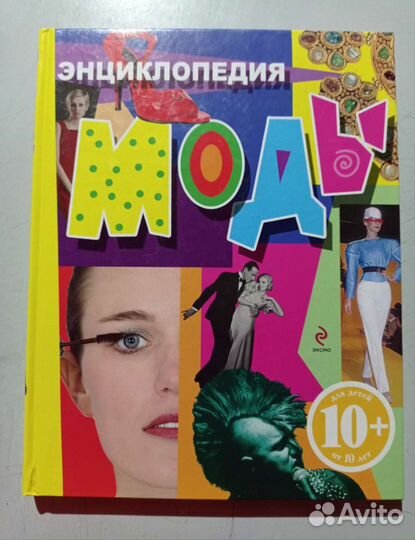 ЭНЦИКЛОПЕДИЯ
МОДЫ
ЭКСМО
для детей
10+
от 10 лет
Avito